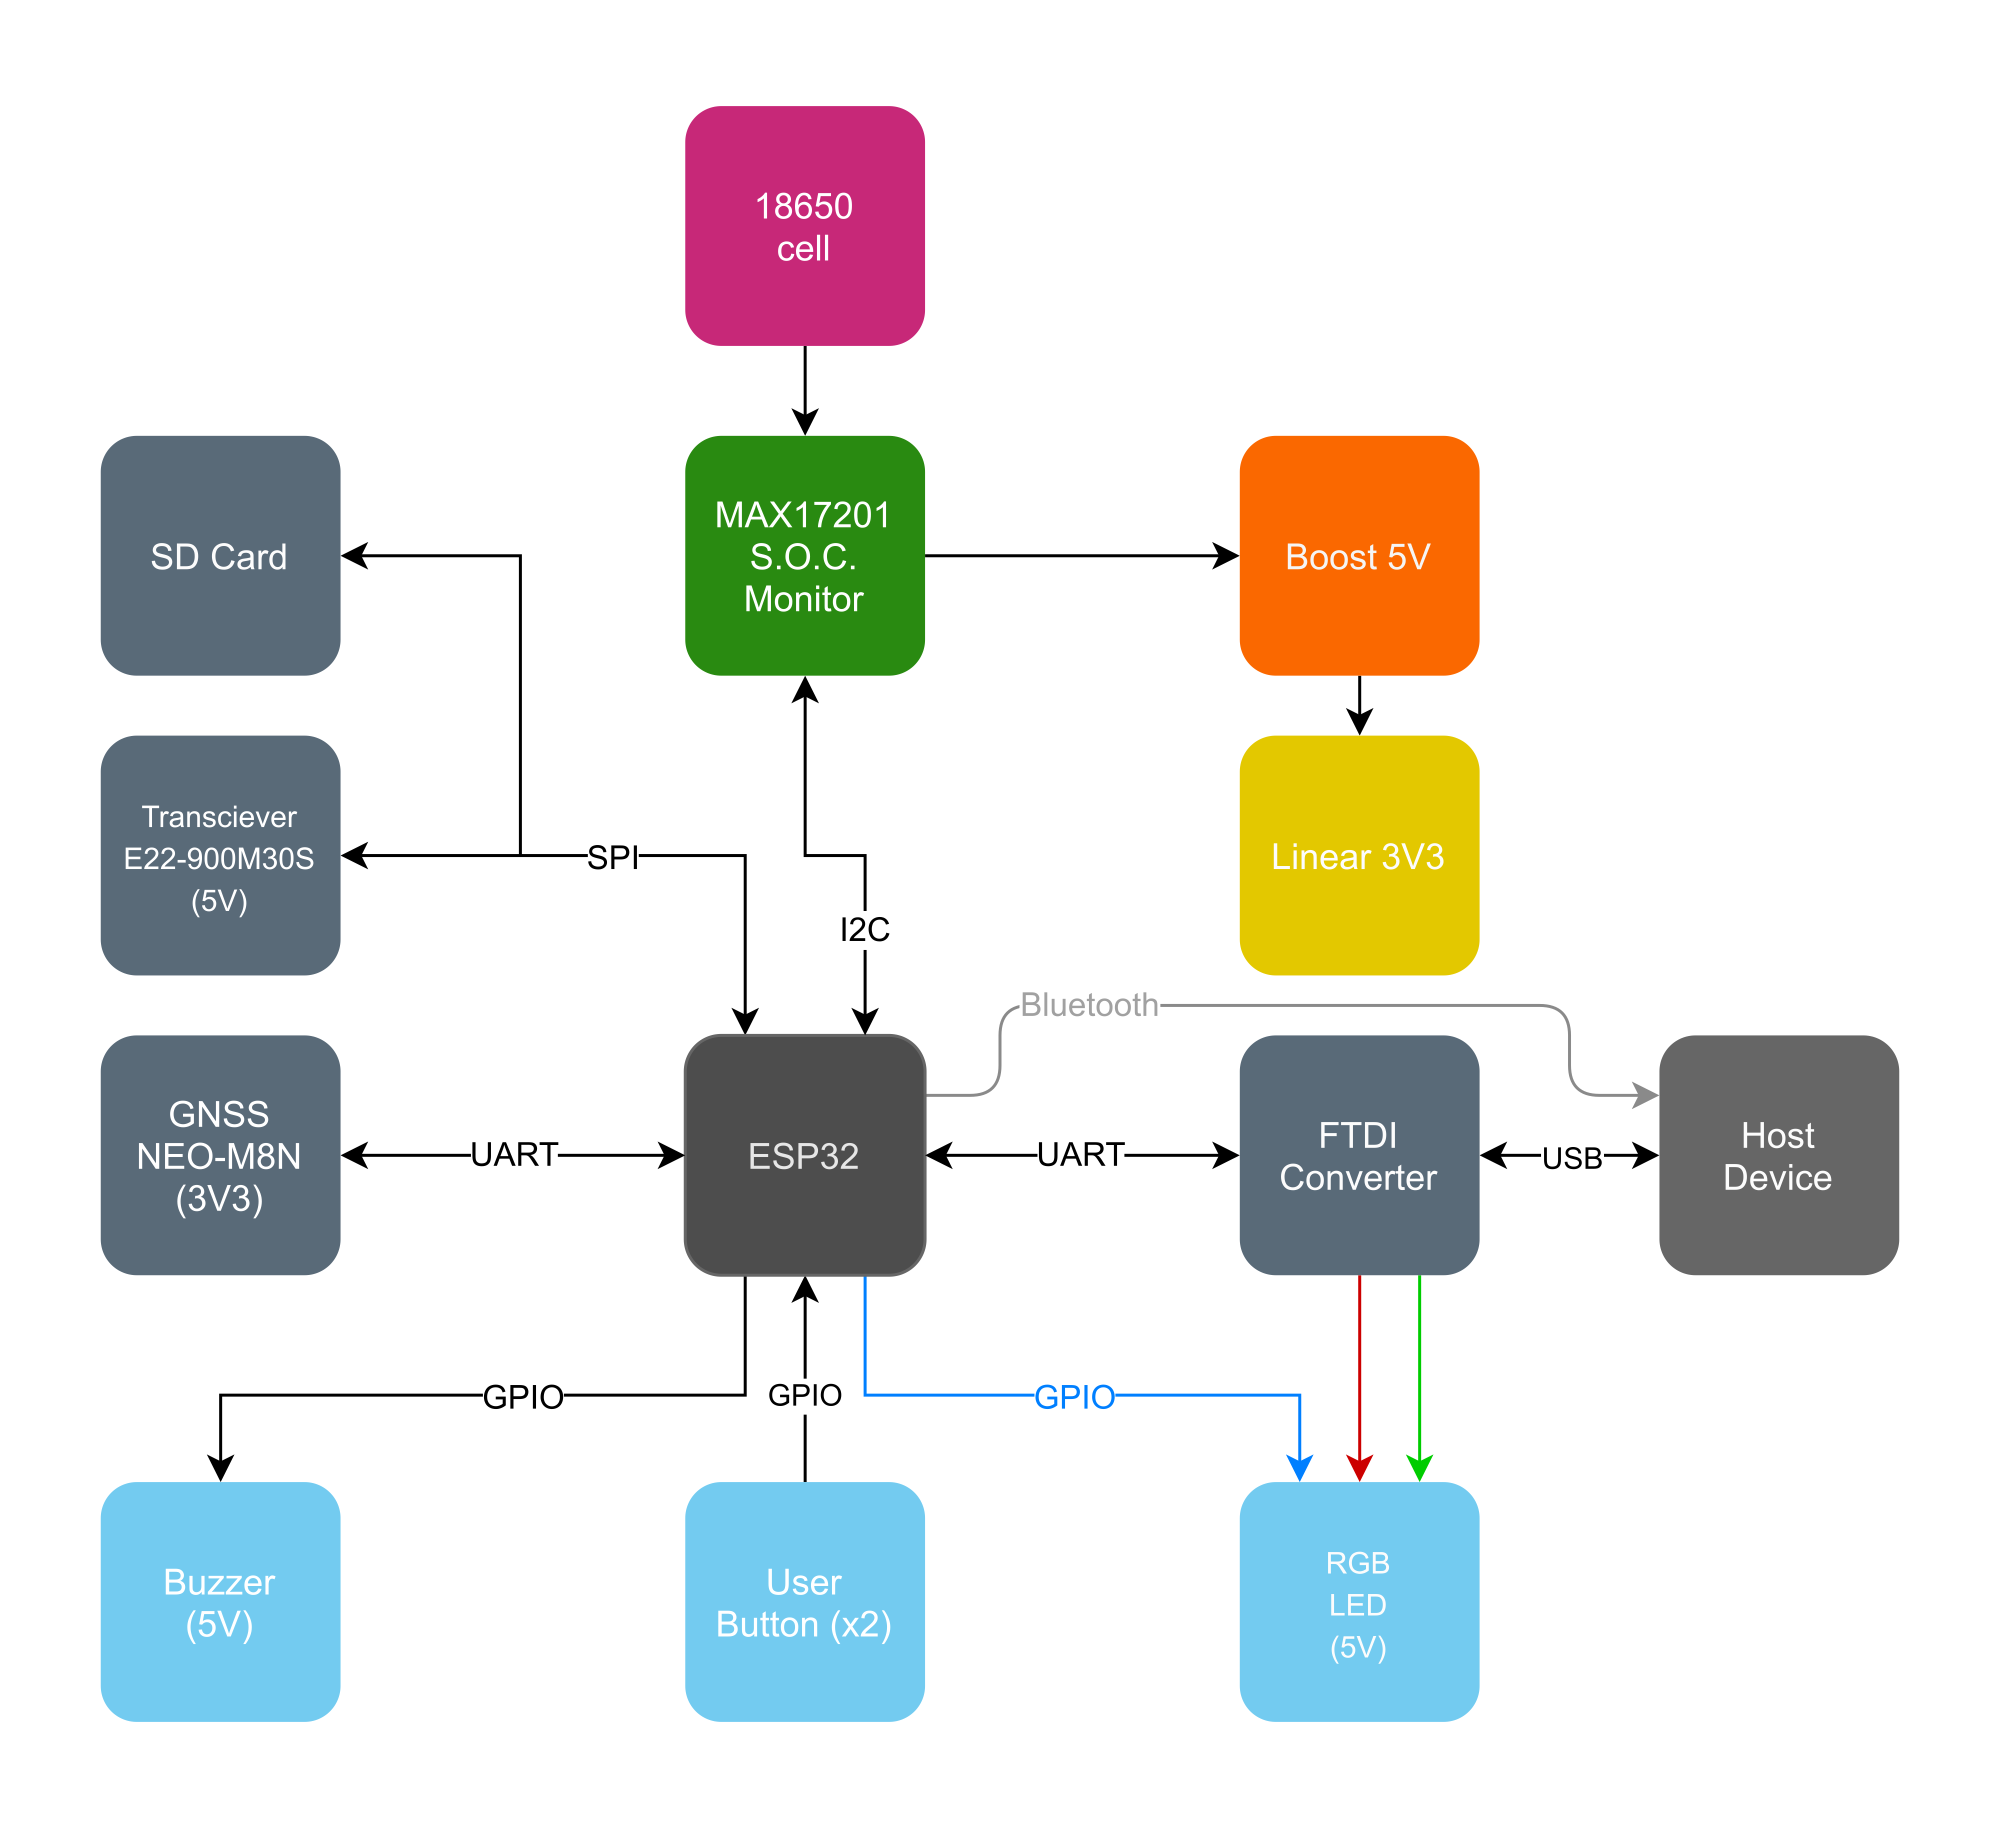 18650
cell
MAX17201
S.O.C.
Monitor
SD Card
Boost 5V
Transciever
E22-900M30S
(5V)
SPI
Linear 3V3
I2C
Bluetooth
GNSS
NEO-M8N
(3V3)
UART
ESP32
UART
FTDI
Converter
USB
Host
Device
GPIO
GPIO
GPIO
Buzzer
(5V)
User
Button (x2)
RGB
LED
(5V)